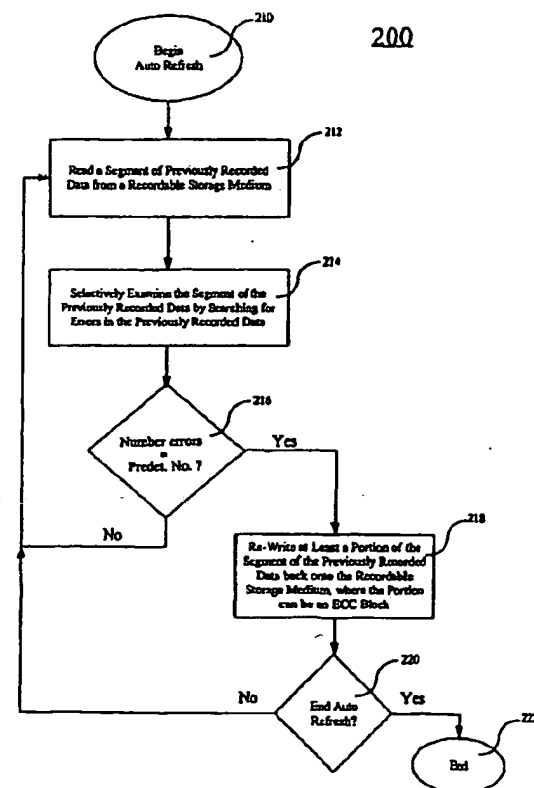 210
200
Begin
Auto Refresh
212
Read a Segment of Previously Recorded
Data from a Recordable Storage Medium
214
Selectively Examine the Segment of the
Previously Recorded Data by Searching for
Errors in the Previously Recorded Data
216
Number errors
=
Predet. No. ?
Yes
No
218
Re-Write at Least a Portion of the
Segment of the Previously Recorded
Data back onto the Recordable
Storage Medium, where the Portion
can be an ECC Block
220
No
End Auto
Refresh?
Yes
End